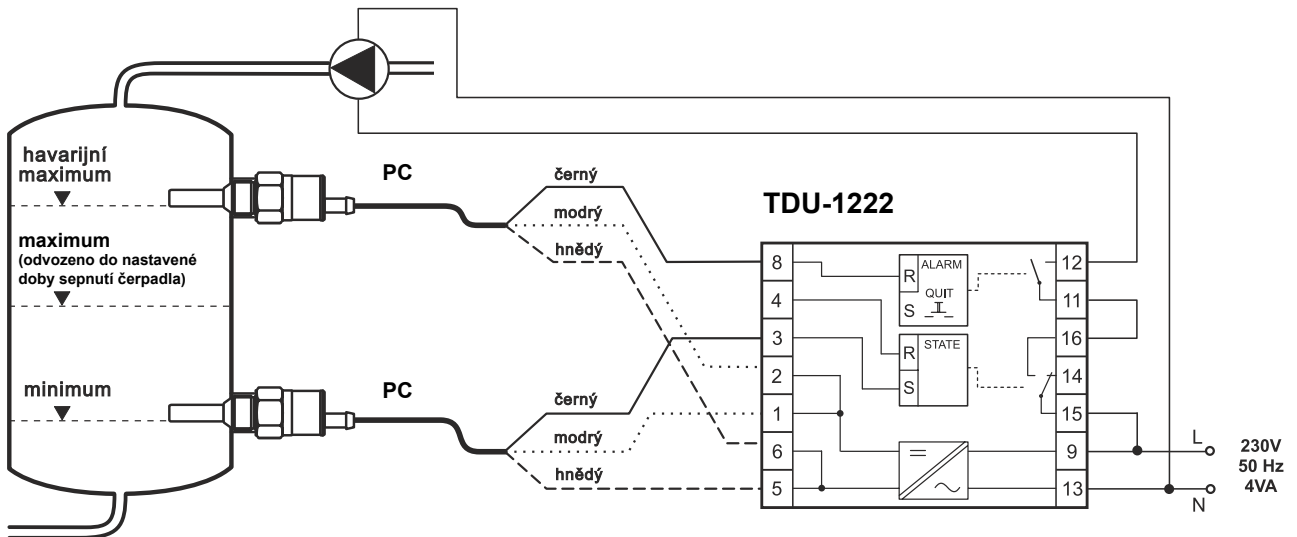 havarijní
maximum
maximum
(odvozeno do nastavené
doby sepnutí čerpadla)
minimum
PC
černý
modrý
hnědý
PC
černý
modrý
hnědý
TDU-1222
8
4
3
2
1
6
5
R
ALARM
QUIT
S
R
STATE
S
12
11
16
14
15
9
13
L
N
230V
50 Hz
4VA